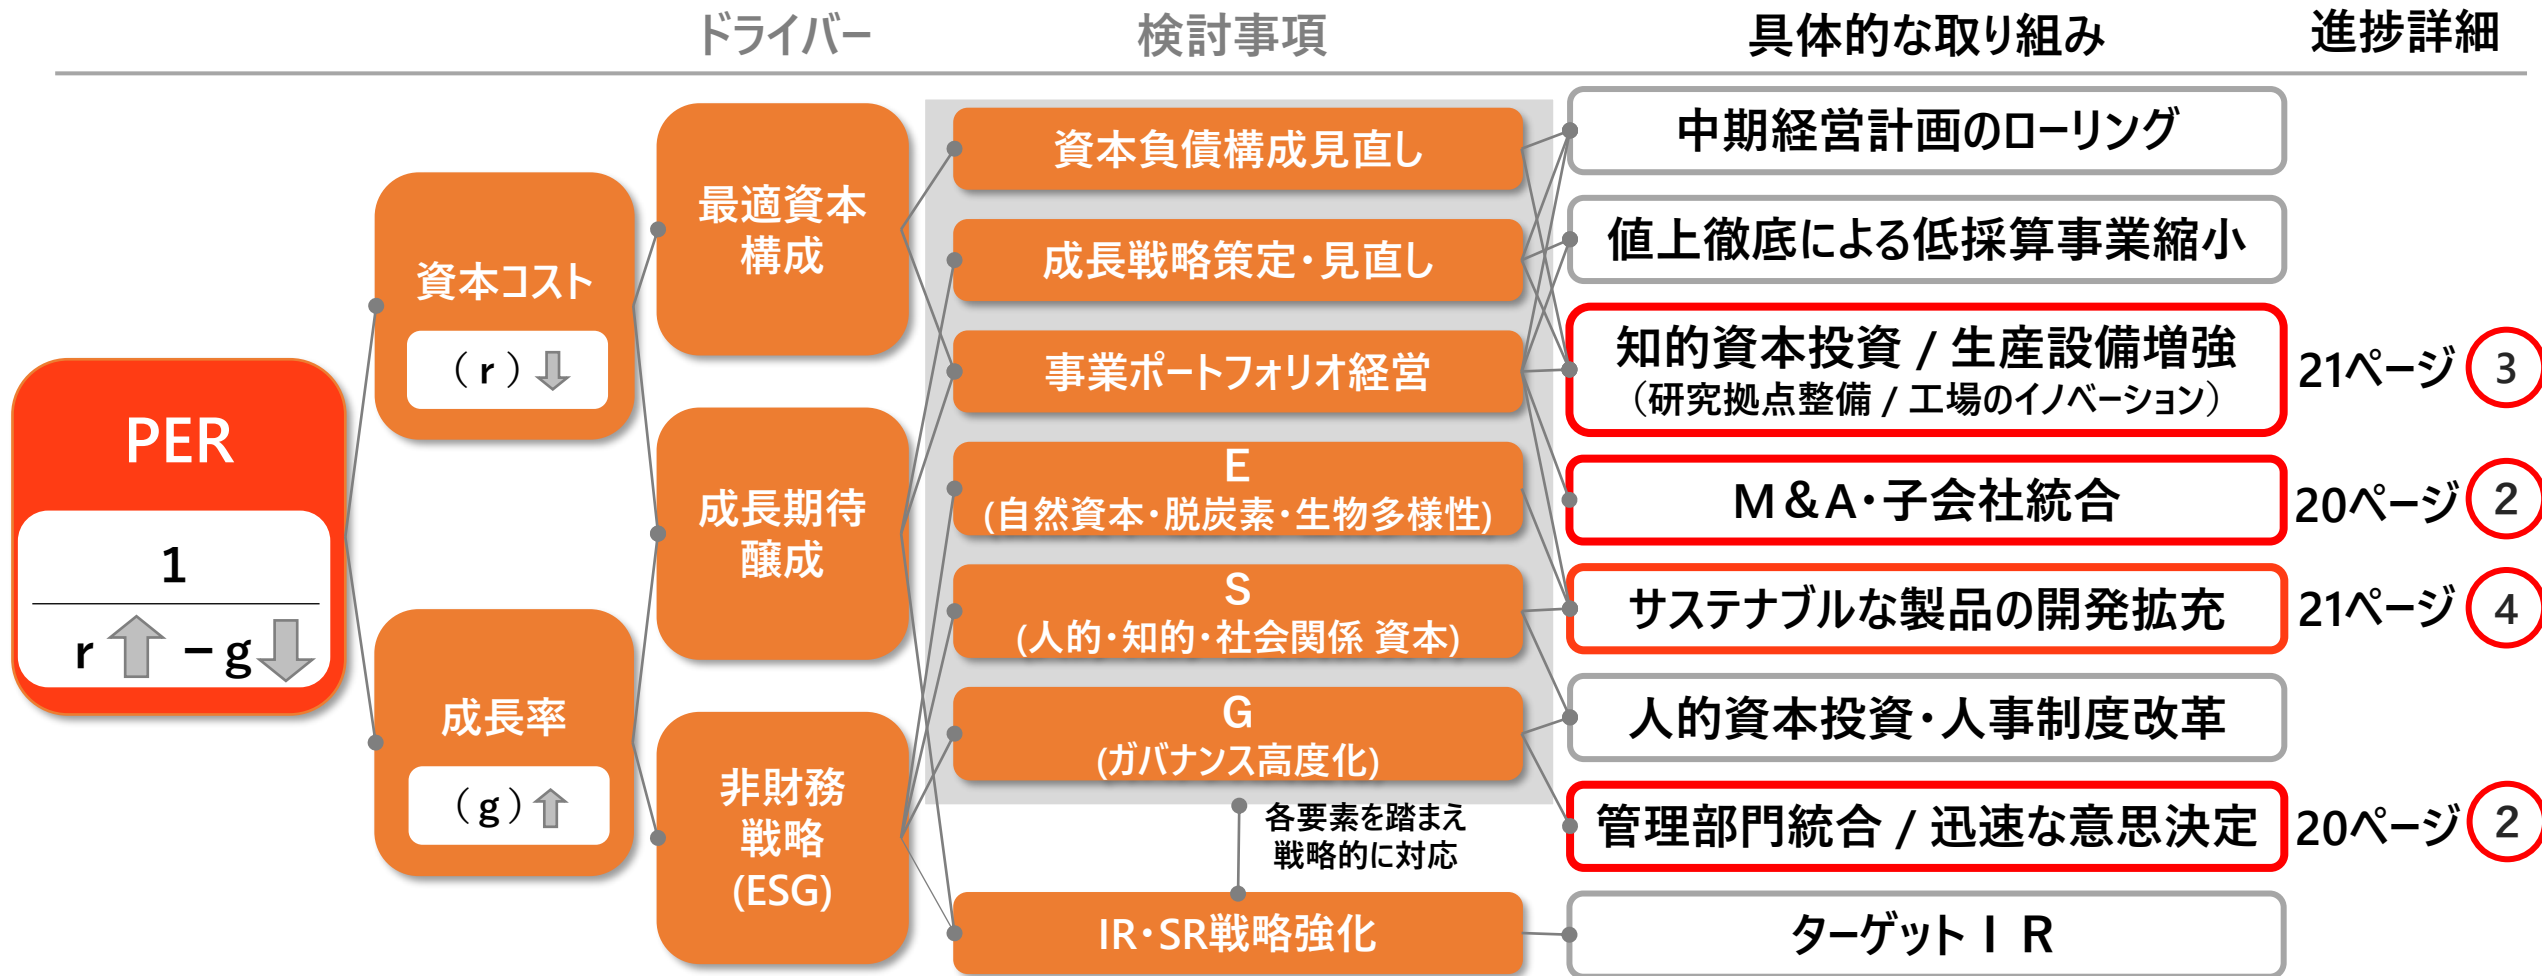 ドライバー
検討事項
具体的な取り組み
進捗詳細
PER
1
r － g
資本コスト
（ r ）
成長率
（ g ）
最適資本
構成
成長期待
醸成
非財務
戦略
(ESG)
資本負債構成見直し
成長戦略策定・見直し
事業ポートフォリオ経営
E
(自然資本・脱炭素・生物多様性)
S
(人的・知的・社会関係 資本)
G
(ガバナンス高度化)
各要素を踏まえ
戦略的に対応
IR・SR戦略強化
中期経営計画のローリング
値上徹底による低採算事業縮小
知的資本投資 / 生産設備増強
（研究拠点整備 / 工場のイノベーション）
21ページ 3
M＆A・子会社統合
20ページ 2
サステナブルな製品の開発拡充
21ページ 4
人的資本投資・人事制度改革
管理部門統合 / 迅速な意思決定
20ページ 2
ターゲットＩＲ